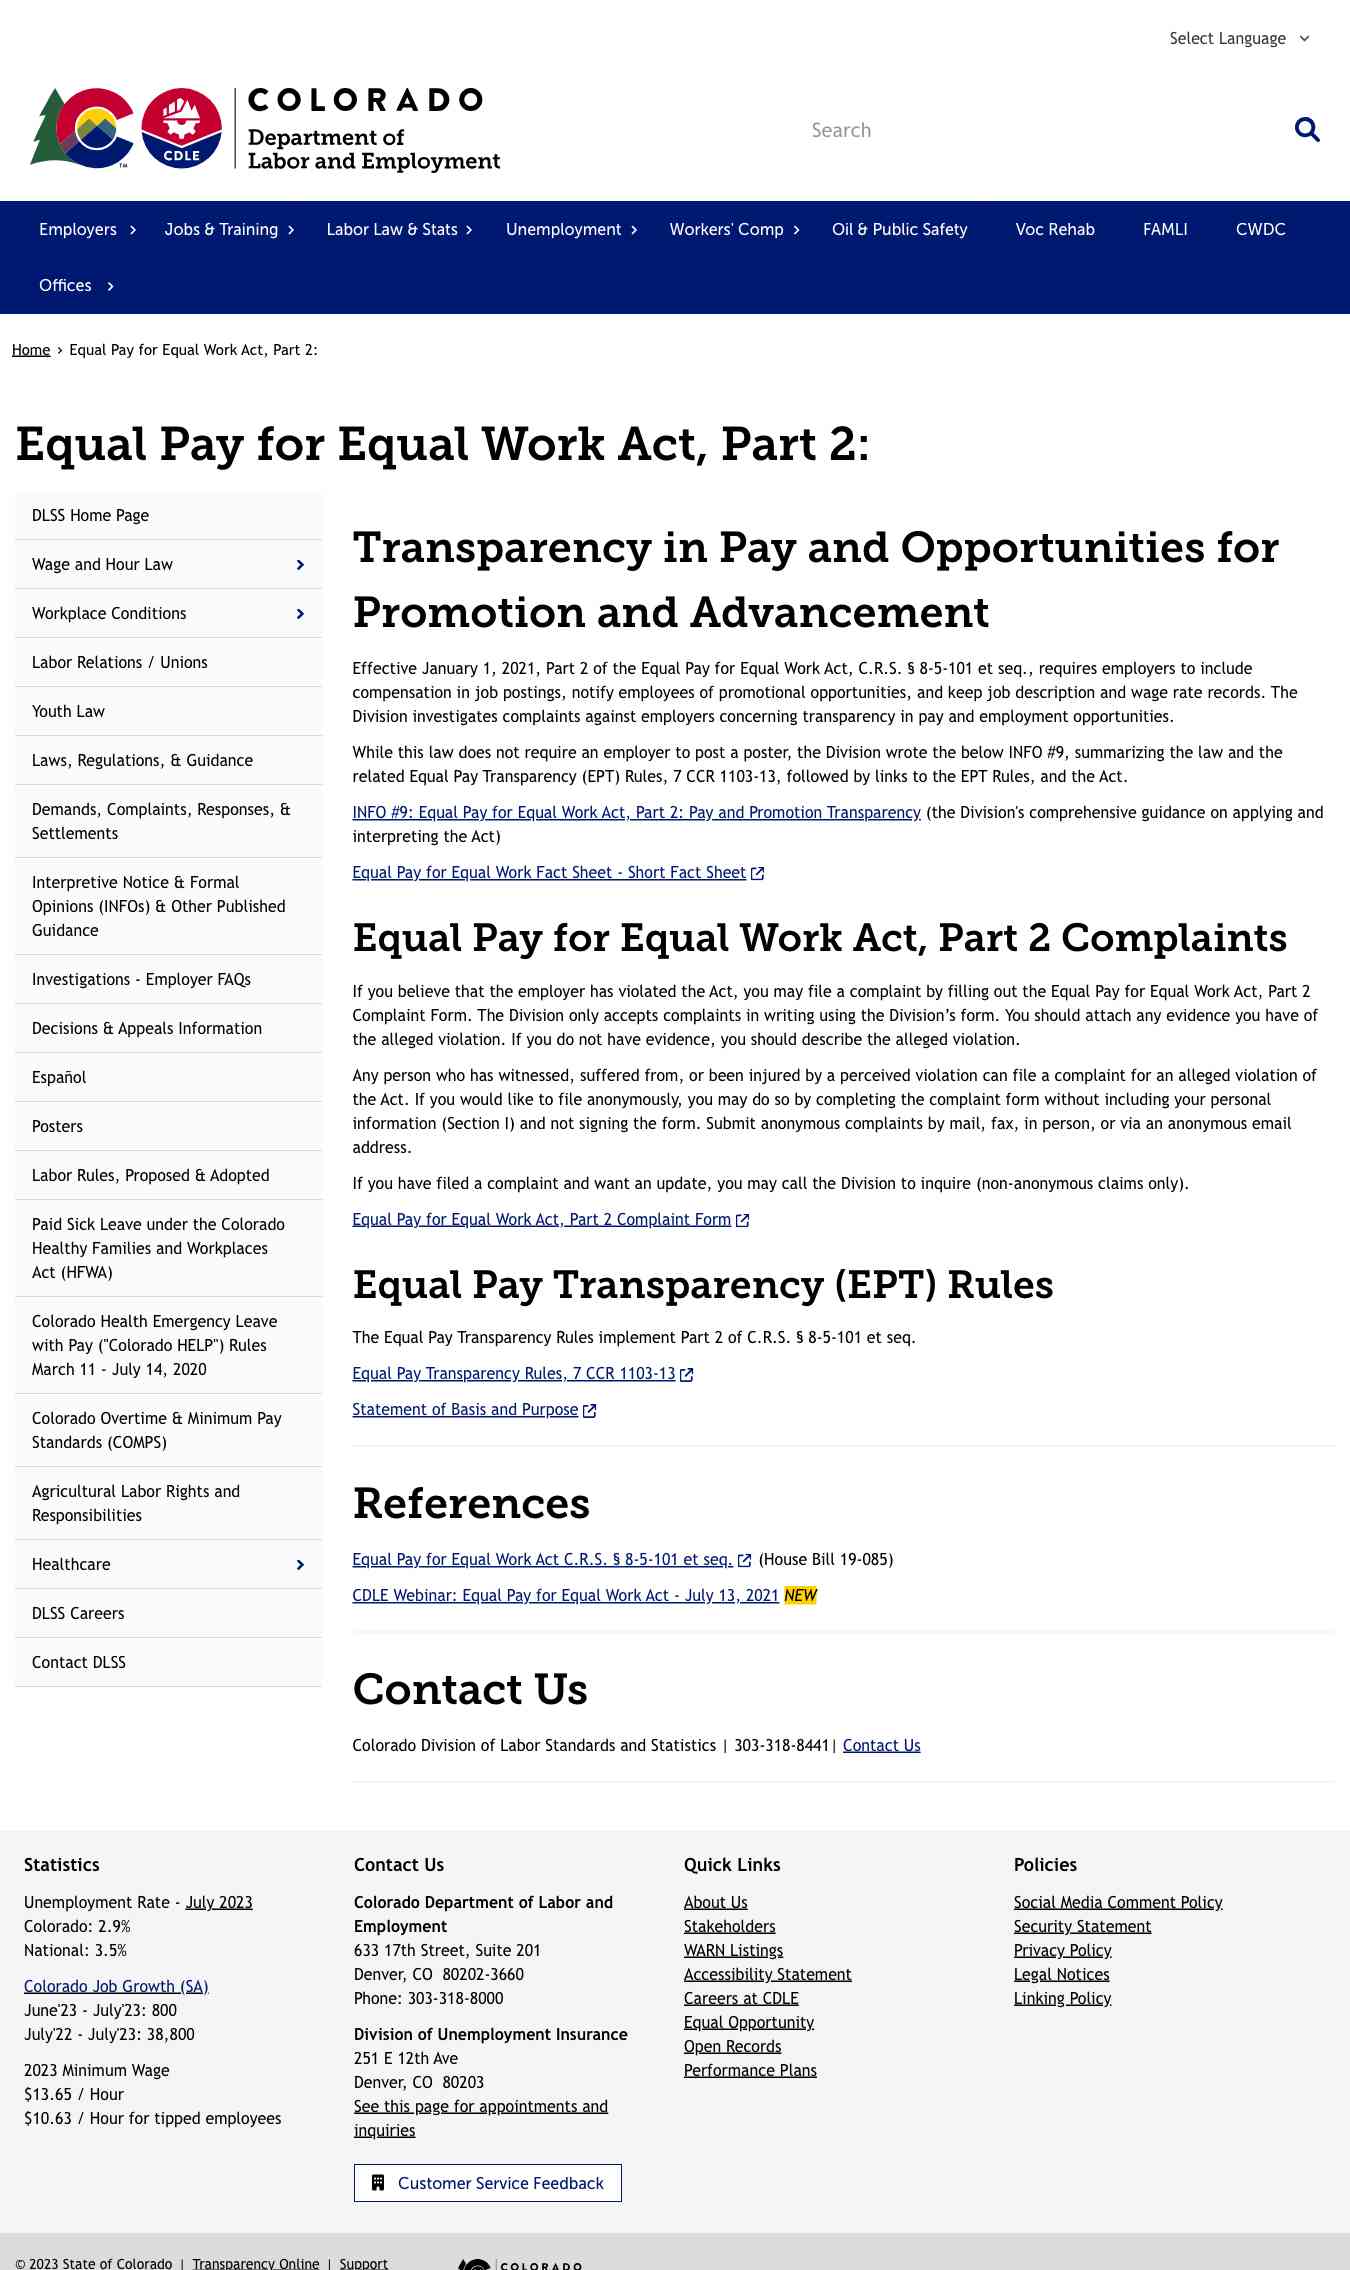 Select Language
COLORADO
Department of
Labor and Employment
CDLE
TM
Search
Employers
Jobs & Training
Labor Law & Stats
Unemployment
Workers' Comp
Oil & Public Safety
Voc Rehab
FAMLI
CWDC
Offices
Home › Equal Pay for Equal Work Act, Part 2:
Equal Pay for Equal Work Act, Part 2:
DLSS Home Page
Wage and Hour Law
Workplace Conditions
Labor Relations / Unions
Youth Law
Laws, Regulations, & Guidance
Demands, Complaints, Responses, &
Settlements
Interpretive Notice & Formal
Opinions (INFOs) & Other Published
Guidance
Investigations - Employer FAQs
Decisions & Appeals Information
Español
Posters
Labor Rules, Proposed & Adopted
Paid Sick Leave under the Colorado
Healthy Families and Workplaces
Act (HFWA)
Colorado Health Emergency Leave
with Pay ("Colorado HELP") Rules
March 11 - July 14, 2020
Colorado Overtime & Minimum Pay
Standards (COMPS)
Agricultural Labor Rights and
Responsibilities
Healthcare
DLSS Careers
Contact DLSS
Transparency in Pay and Opportunities for
Promotion and Advancement
Effective January 1, 2021, Part 2 of the Equal Pay for Equal Work Act, C.R.S. § 8-5-101 et seq., requires employers to include
compensation in job postings, notify employees of promotional opportunities, and keep job description and wage rate records. The
Division investigates complaints against employers concerning transparency in pay and employment opportunities.
While this law does not require an employer to post a poster, the Division wrote the below INFO #9, summarizing the law and the
related Equal Pay Transparency (EPT) Rules, 7 CCR 1103-13, followed by links to the EPT Rules, and the Act.
INFO #9: Equal Pay for Equal Work Act, Part 2: Pay and Promotion Transparency (the Division's comprehensive guidance on applying and
interpreting the Act)
Equal Pay for Equal Work Fact Sheet - Short Fact Sheet
Equal Pay for Equal Work Act, Part 2 Complaints
If you believe that the employer has violated the Act, you may file a complaint by filling out the Equal Pay for Equal Work Act, Part 2
Complaint Form. The Division only accepts complaints in writing using the Division’s form. You should attach any evidence you have of
the alleged violation. If you do not have evidence, you should describe the alleged violation.
Any person who has witnessed, suffered from, or been injured by a perceived violation can file a complaint for an alleged violation of
the Act. If you would like to file anonymously, you may do so by completing the complaint form without including your personal
information (Section I) and not signing the form. Submit anonymous complaints by mail, fax, in person, or via an anonymous email
address.
If you have filed a complaint and want an update, you may call the Division to inquire (non-anonymous claims only).
Equal Pay for Equal Work Act, Part 2 Complaint Form
Equal Pay Transparency (EPT) Rules
The Equal Pay Transparency Rules implement Part 2 of C.R.S. § 8-5-101 et seq.
Equal Pay Transparency Rules, 7 CCR 1103-13
Statement of Basis and Purpose
References
Equal Pay for Equal Work Act C.R.S. § 8-5-101 et seq. (House Bill 19-085)
CDLE Webinar: Equal Pay for Equal Work Act - July 13, 2021 NEW
Contact Us
Colorado Division of Labor Standards and Statistics | 303-318-8441| Contact Us
Statistics
Unemployment Rate - July 2023
Colorado: 2.9%
National: 3.5%
Colorado Job Growth (SA)
June'23 - July'23: 800
July'22 - July'23: 38,800
2023 Minimum Wage
$13.65 / Hour
$10.63 / Hour for tipped employees
Contact Us
Colorado Department of Labor and
Employment
633 17th Street, Suite 201
Denver, CO 80202-3660
Phone: 303-318-8000
Division of Unemployment Insurance
251 E 12th Ave
Denver, CO 80203
See this page for appointments and
inquiries
Customer Service Feedback
Quick Links
About Us
Stakeholders
WARN Listings
Accessibility Statement
Careers at CDLE
Equal Opportunity
Open Records
Performance Plans
Policies
Social Media Comment Policy
Security Statement
Privacy Policy
Legal Notices
Linking Policy
© 2023 State of Colorado | Transparency Online | Support
COLORADO